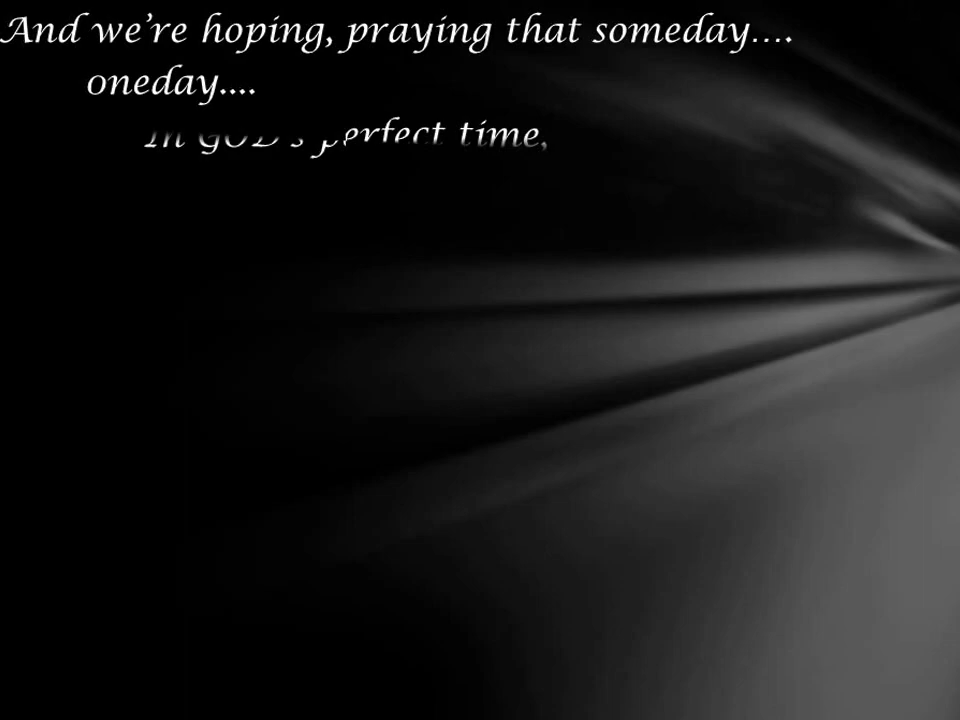 And we’re hoping, praying that someday….
oneday....
In GOD's perfect time,